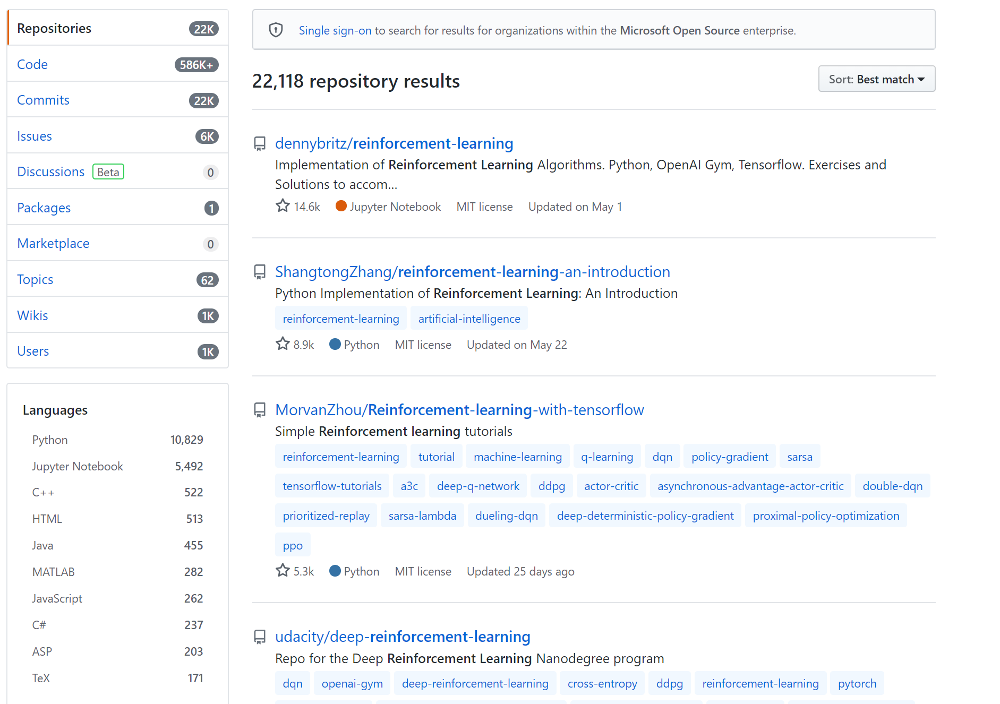 Repositories 22K
Code 586K+
Commits 22K
Issues 6K
Discussions Beta 0
Packages 1
Marketplace 0
Topics 62
Wikis 1K
Users 1K
Languages
Python 10,829
Jupyter Notebook 5,492
C++ 522
HTML 513
Java 455
MATLAB 282
JavaScript 262
C# 237
ASP 203
TeX 171
Single sign-on to search for results for organizations within the Microsoft Open Source enterprise.
22,118 repository results
Sort: Best match
dennybritz/reinforcement-learning
Implementation of Reinforcement Learning Algorithms. Python, OpenAI Gym, Tensorflow. Exercises and
Solutions to accom...
14.6k Jupyter Notebook MIT license Updated on May 1
ShangtongZhang/reinforcement-learning-an-introduction
Python Implementation of Reinforcement Learning: An Introduction
reinforcement-learning artificial-intelligence
8.9k Python MIT license Updated on May 22
MorvanZhou/Reinforcement-learning-with-tensorflow
Simple Reinforcement learning tutorials
reinforcement-learning tutorial machine-learning q-learning dqn policy-gradient sarsa
tensorflow-tutorials a3c deep-q-network ddpg actor-critic asynchronous-advantage-actor-critic double-dqn
prioritized-replay sarsa-lambda dueling-dqn deep-deterministic-policy-gradient proximal-policy-optimization
ppo
5.3k Python MIT license Updated 25 days ago
udacity/deep-reinforcement-learning
Repo for the Deep Reinforcement Learning Nanodegree program
dqn openai-gym deep-reinforcement-learning cross-entropy ddpg reinforcement-learning pytorch